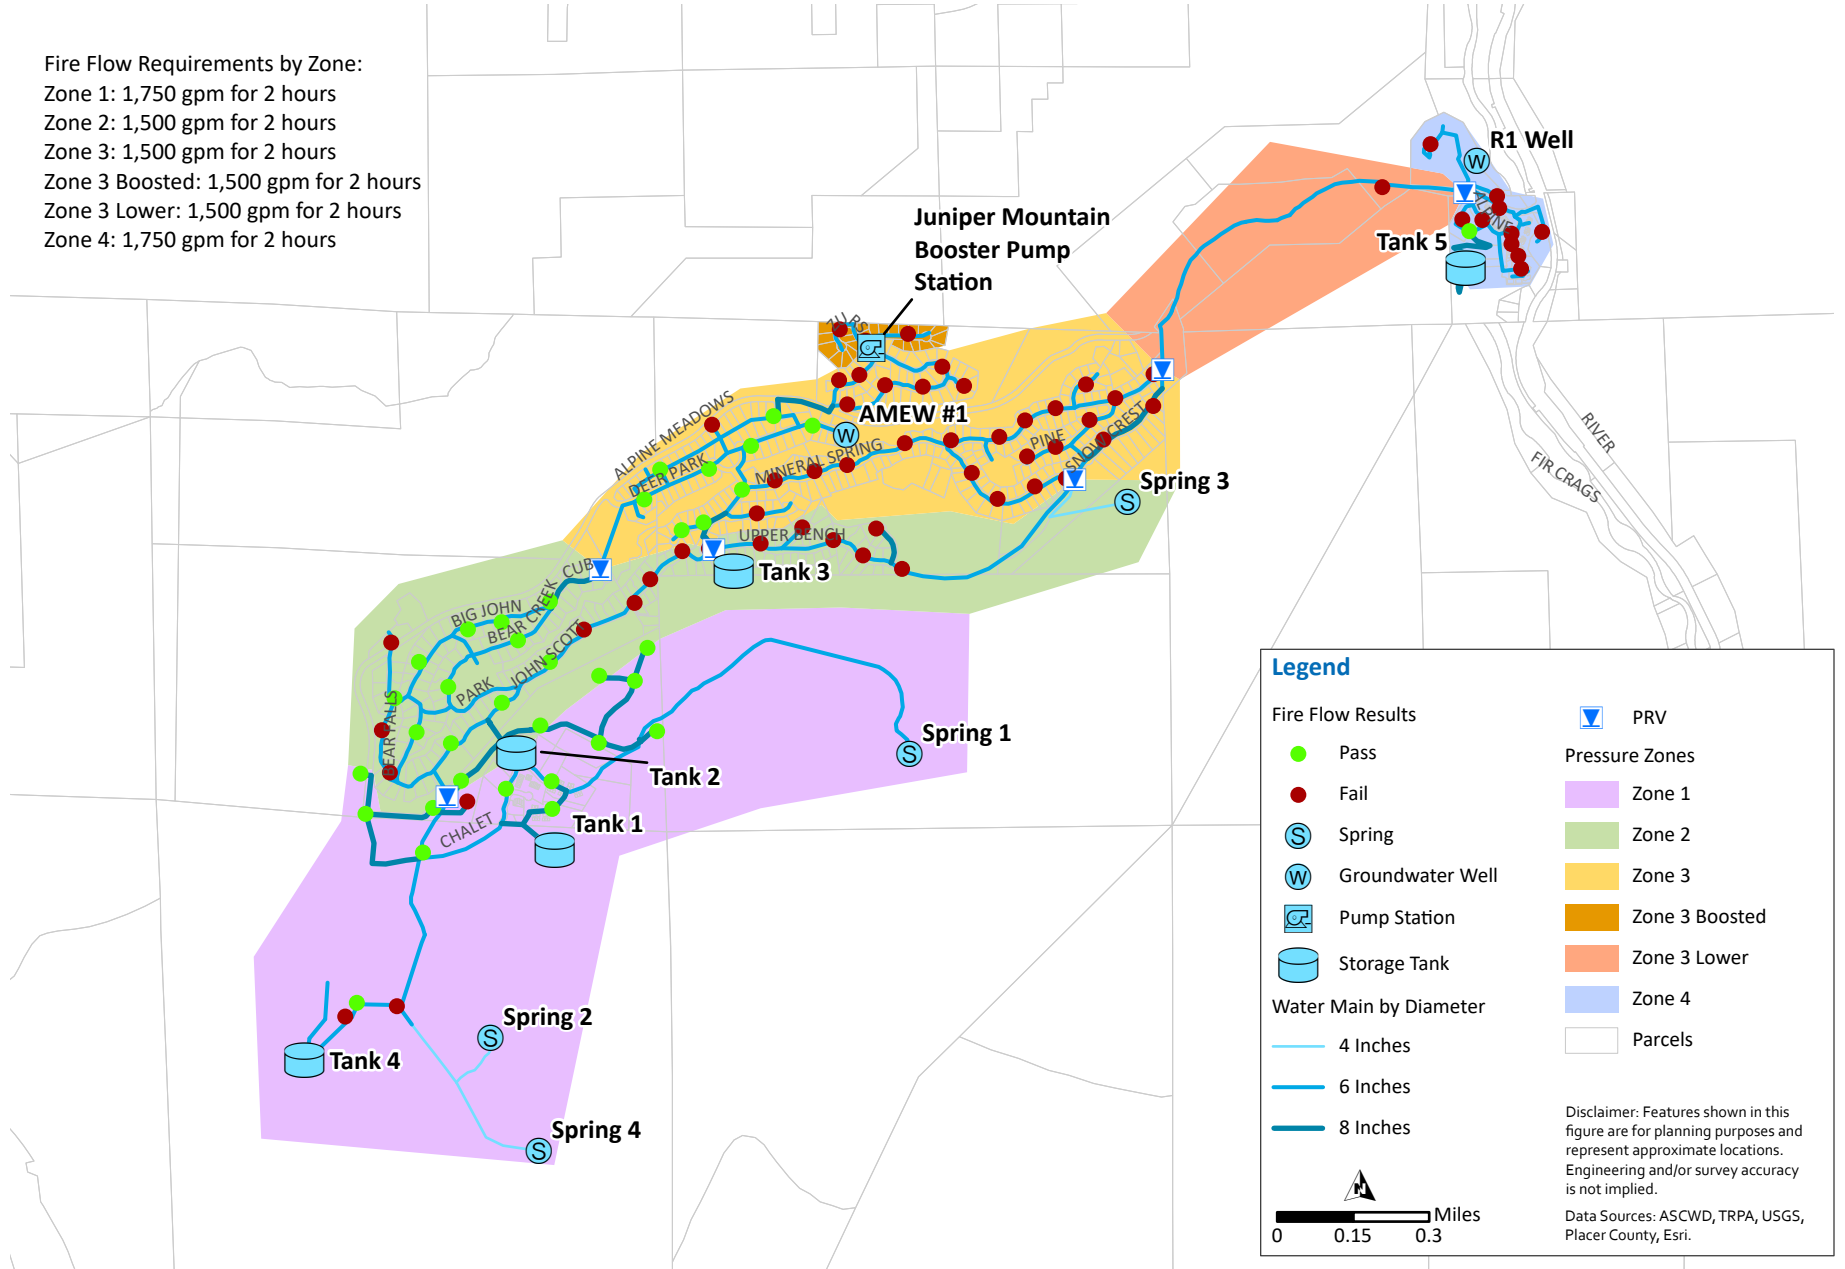 Fire Flow Requirements by Zone:
Zone 1: 1,750 gpm for 2 hours
Zone 2: 1,500 gpm for 2 hours
Zone 3: 1,500 gpm for 2 hours
Zone 3 Boosted: 1,500 gpm for 2 hours
Zone 3 Lower: 1,500 gpm for 2 hours
Zone 4: 1,750 gpm for 2 hours
R1 Well
W
ALPINE
Tank 5
Juniper Mountain
Booster Pump
Station
AMEW #1
W
ALPINE MEADOWS
DEER PARK
MINERAL SPRING
PINE
SNOW CREST
RIVER
FIR CRAGS
Spring 3
S
UPPER BENCH
Tank 3
CUB
BEAR CREEK
BIG JOHN
JOHN SCOTT
PARK
BEAR FALLS
Spring 1
S
Tank 2
Tank 1
CHALET
Spring 2
S
Tank 4
Spring 4
S
Legend
Fire Flow Results
Pass
Fail
S Spring
W Groundwater Well
Pump Station
Storage Tank
Water Main by Diameter
4 Inches
6 Inches
8 Inches
N
Miles
0 0.15 0.3
PRV
Pressure Zones
Zone 1
Zone 2
Zone 3
Zone 3 Boosted
Zone 3 Lower
Zone 4
Parcels
Disclaimer: Features shown in this
figure are for planning purposes and
represent approximate locations.
Engineering and/or survey accuracy
is not implied.
Data Sources: ASCWD, TRPA, USGS,
Placer County, Esri.